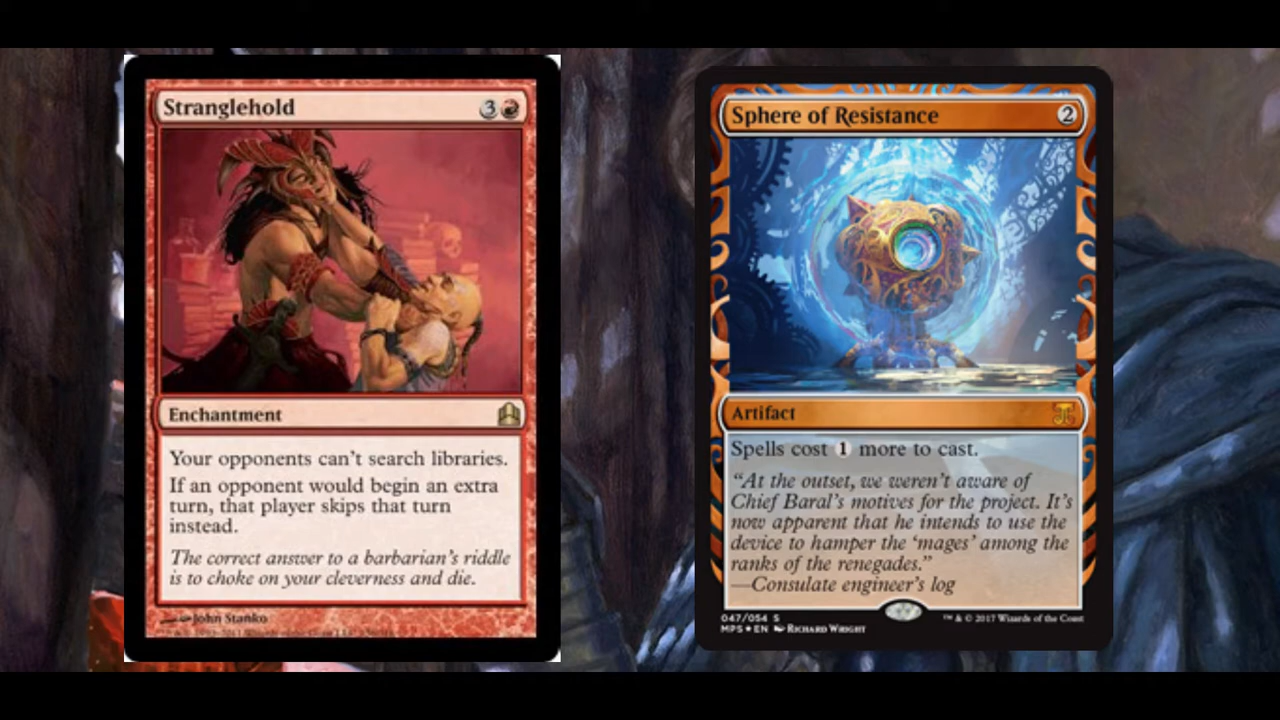 Stranglehold
3
Enchantment
Your opponents can't search libraries.
If an opponent would begin an extra
turn, that player skips that turn
instead.
The correct answer to a barbarian's riddle
is to choke on your cleverness and die.
John Stanko
Sphere of Resistance
2
Artifact
Spells cost 1 more to cast.
“At the outset, we weren't aware of
Chief Baral's motives for the project. It's
now apparent that he intends to use the
device to hamper the ‘mages’ among the
ranks of the renegades.”
—Consulate engineer's log
047/054 S
MPS★EN Richard Wright
™ & © 2017 Wizards of the Coast